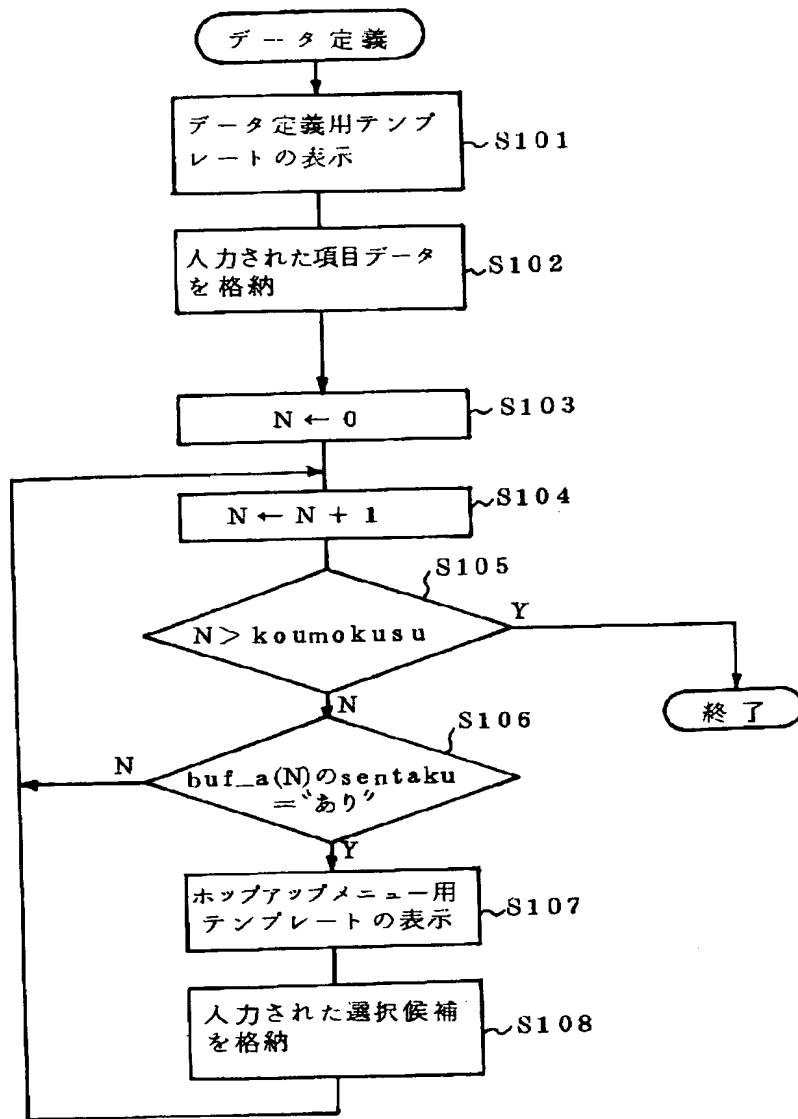 データ定義
データ定義用テンプ
レートの表示
S101
入力された項目データ
を格納
S102
N ← 0
S103
N ← N + 1
S104
S105
N > koumokusu
Y
N
終了
S106
N
buf_a(N)のsentaku
="あり"
Y
ホップアップメニュー用
テンプレートの表示
S107
入力された選択候補
を格納
S108